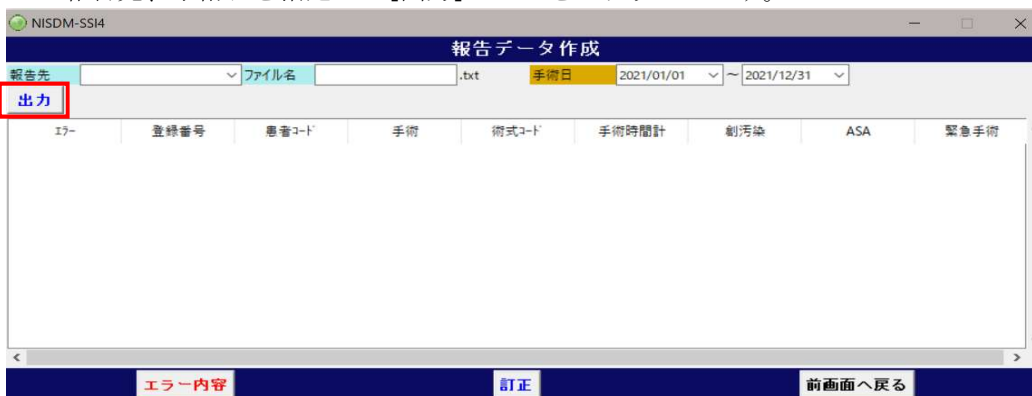 NISDM-SSI4
報告データ作成
報告先 ファイル名 .txt 手術日 2021/01/01 ～ 2021/12/31
出力
ｴﾗｰ 登録番号 患者ｺｰﾄﾞ 手術 術式ｺｰﾄﾞ 手術時間計 創汚染 ASA 緊急手術
エラー内容 訂正 前画面へ戻る